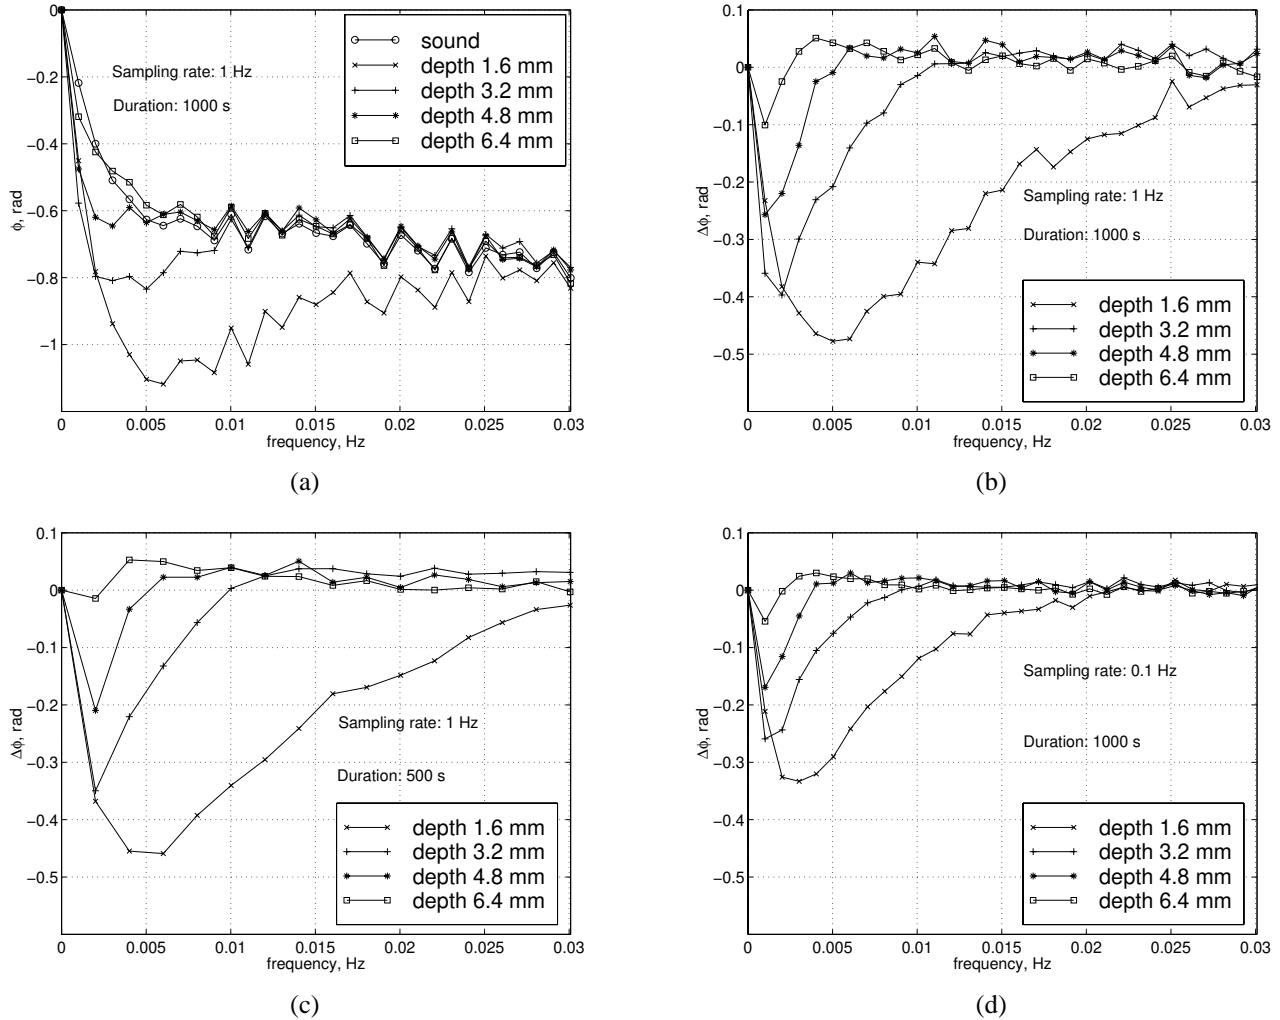 0
−0.2
−0.4
−0.6
−0.8
−1
ϕ, rad
Sampling rate: 1 Hz
Duration: 1000 s
sound
depth 1.6 mm
depth 3.2 mm
depth 4.8 mm
depth 6.4 mm
0 0.005 0.01 0.015 0.02 0.025 0.03
frequency, Hz
(a)
0.1
0
−0.1
−0.2
−0.3
−0.4
−0.5
Δϕ, rad
Sampling rate: 1 Hz
Duration: 1000 s
depth 1.6 mm
depth 3.2 mm
depth 4.8 mm
depth 6.4 mm
0 0.005 0.01 0.015 0.02 0.025 0.03
frequency, Hz
(b)
0.1
0
−0.1
−0.2
−0.3
−0.4
−0.5
Δϕ, rad
Sampling rate: 1 Hz
Duration: 500 s
depth 1.6 mm
depth 3.2 mm
depth 4.8 mm
depth 6.4 mm
0 0.005 0.01 0.015 0.02 0.025 0.03
frequency, Hz
(c)
0.1
0
−0.1
−0.2
−0.3
−0.4
−0.5
Δϕ, rad
Sampling rate: 0.1 Hz
Duration: 1000 s
depth 1.6 mm
depth 3.2 mm
depth 4.8 mm
depth 6.4 mm
0 0.005 0.01 0.015 0.02 0.025 0.03
frequency, Hz
(d)